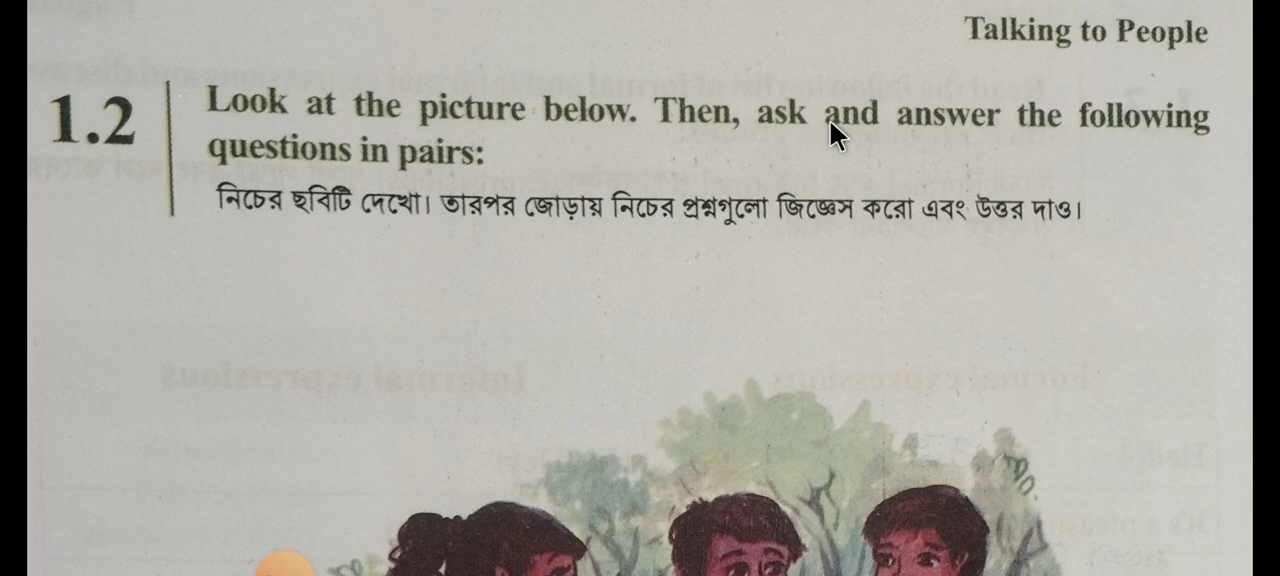 Talking to People
1.2
Look at the picture below. Then, ask and answer the following
questions in pairs:
নিচের ছবিটি দেখো। তারপর জোড়ায় নিচের প্রশ্নগুলো জিজ্ঞেস করো এবং উত্তর দাও।